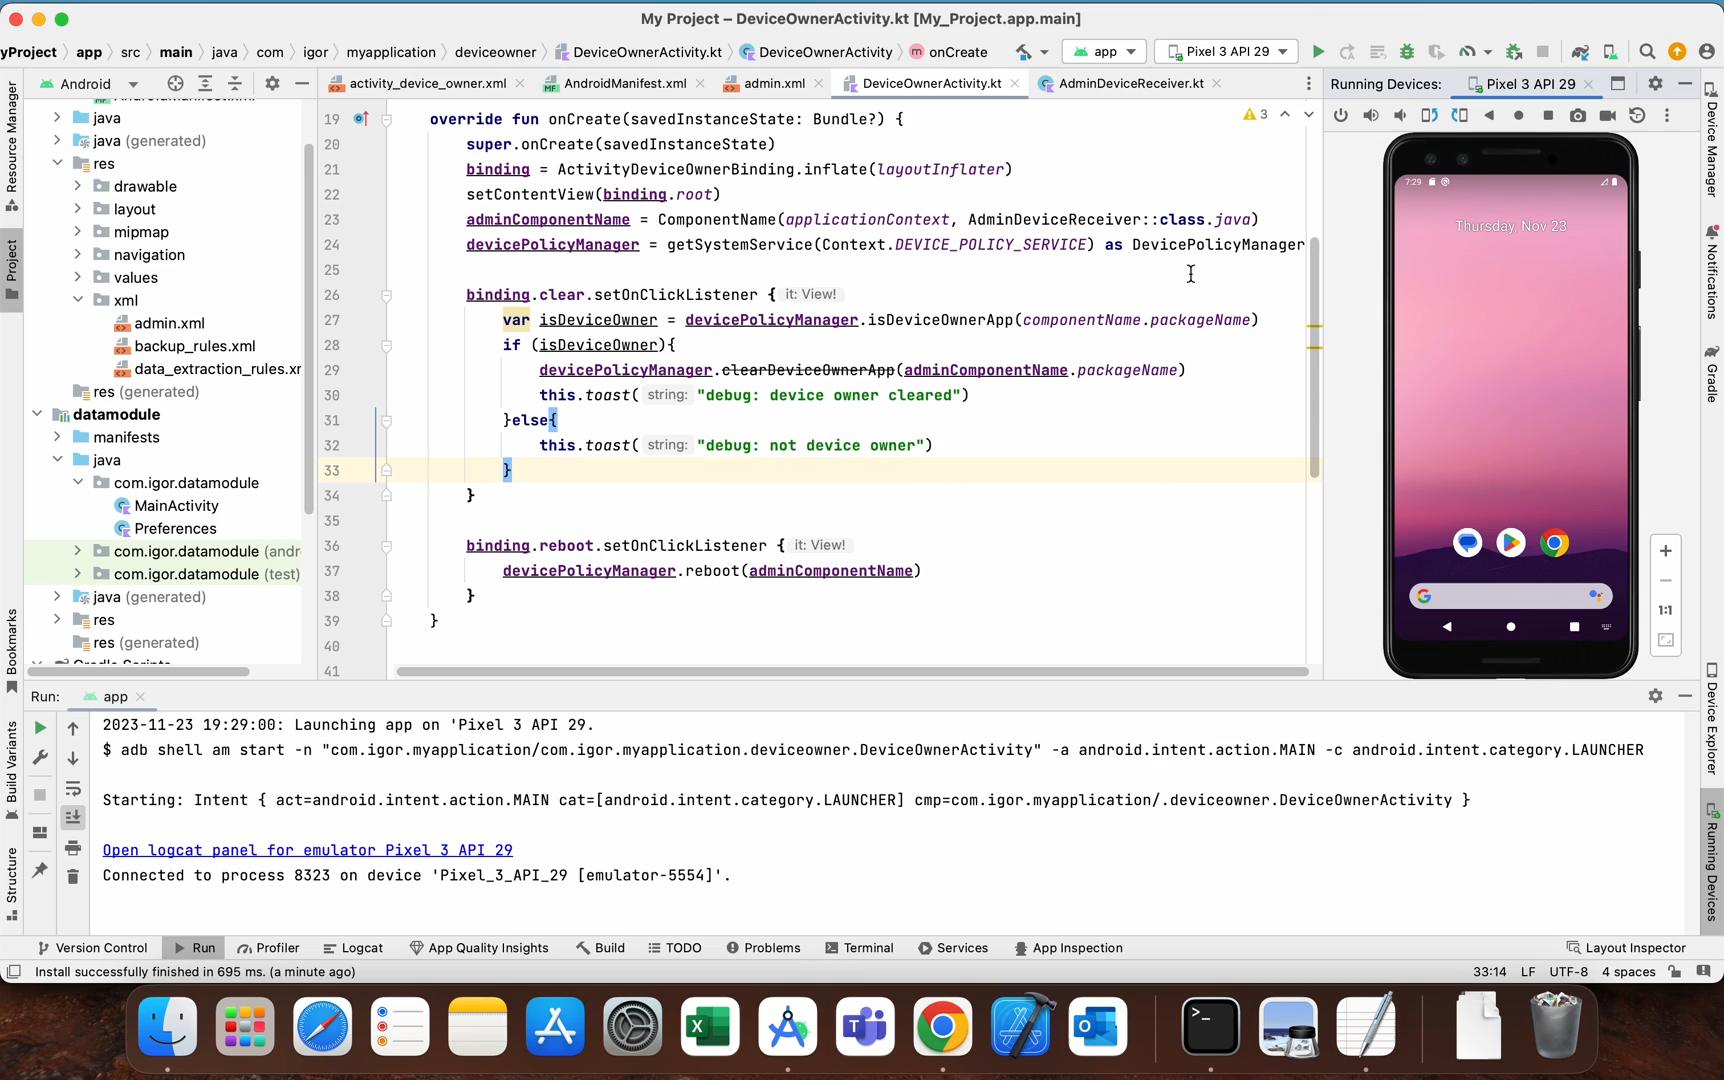 My Project – DeviceOwnerActivity.kt [My_Project.app.main]
yProject app src main java com igor myapplication deviceowner DeviceOwnerActivity.kt DeviceOwnerActivity onCreate app Pixel 3 API 29
Android activity_device_owner.xml AndroidManifest.xml admin.xml DeviceOwnerActivity.kt AdminDeviceReceiver.kt Running Devices: Pixel 3 API 29
Resource Manager
Project
Bookmarks
Build Variants
Structure
java
java (generated)
res
drawable
layout
mipmap
navigation
values
xml
admin.xml
backup_rules.xml
data_extraction_rules.xr
res (generated)
datamodule
manifests
java
com.igor.datamodule
MainActivity
Preferences
com.igor.datamodule (andr
com.igor.datamodule (test)
java (generated)
res
res (generated)
3
19 override fun onCreate(savedInstanceState: Bundle?) {
20 super.onCreate(savedInstanceState)
21 binding = ActivityDeviceOwnerBinding.inflate(layoutInflater)
22 setContentView(binding.root)
23 adminComponentName = ComponentName(applicationContext, AdminDeviceReceiver::class.java)
24 devicePolicyManager = getSystemService(Context.DEVICE_POLICY_SERVICE) as DevicePolicyManager
25
26 binding.clear.setOnClickListener { it: View!
27 var isDeviceOwner = devicePolicyManager.isDeviceOwnerApp(componentName.packageName)
28 if (isDeviceOwner){
29 devicePolicyManager.clearDeviceOwnerApp(adminComponentName.packageName)
30 this.toast( string: "debug: device owner cleared")
31 }else{
32 this.toast( string: "debug: not device owner")
33 }
34 }
35
36 binding.reboot.setOnClickListener { it: View!
37 devicePolicyManager.reboot(adminComponentName)
38 }
39 }
40
41
7:29
Thursday, Nov 23
1:1
Device Manager
Notifications
Gradle
Device Explorer
Running Devices
Run: app
2023-11-23 19:29:00: Launching app on 'Pixel 3 API 29.
$ adb shell am start -n "com.igor.myapplication/com.igor.myapplication.deviceowner.DeviceOwnerActivity" -a android.intent.action.MAIN -c android.intent.category.LAUNCHER
Starting: Intent { act=android.intent.action.MAIN cat=[android.intent.category.LAUNCHER] cmp=com.igor.myapplication/.deviceowner.DeviceOwnerActivity }
Open logcat panel for emulator Pixel 3 API 29
Connected to process 8323 on device 'Pixel_3_API_29 [emulator-5554]'.
Version Control Run Profiler Logcat App Quality Insights Build TODO Problems Terminal Services App Inspection Layout Inspector
Install successfully finished in 695 ms. (a minute ago) 33:14 LF UTF-8 4 spaces